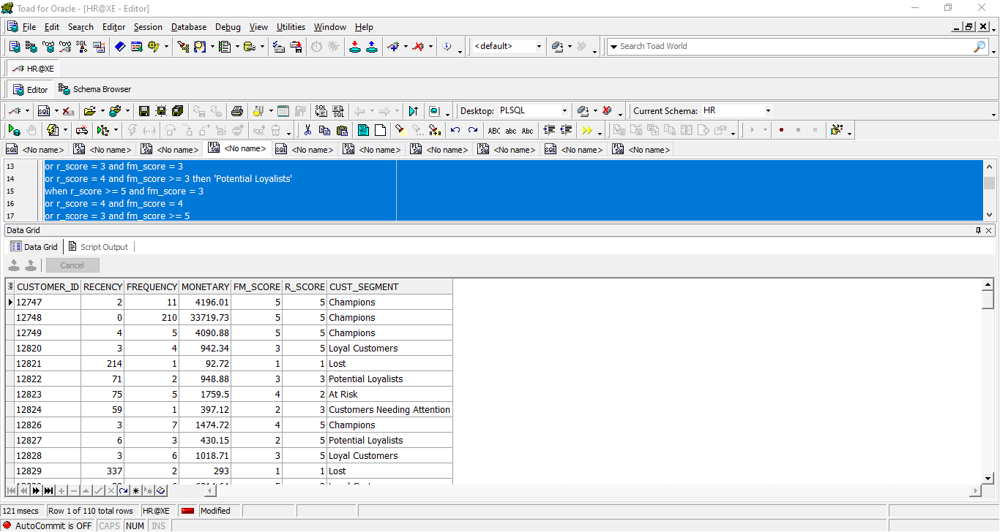 Toad for Oracle - [HR@XE - Editor]
File Edit Search Editor Session Database Debug View Utilities Window Help
<default> Search Toad World
HR@XE
Editor Schema Browser
Desktop: PLSQL Current Schema: HR
ABC abc Abc
<No name> <No name> <No name> <No name> <No name> <No name> <No name> <No name> <No name> <No name>
13 or r_score = 3 and fm_score = 3
14 or r_score = 4 and fm_score >= 3 then 'Potential Loyalists'
15 when r_score >= 5 and fm_score = 3
16 or r_score = 4 and fm_score = 4
17 or r_score = 3 and fm_score >= 5
Data Grid
Data Grid Script Output
Cancel
CUSTOMER_ID RECENCY FREQUENCY MONETARY FM_SCORE R_SCORE CUST_SEGMENT
12747 2 11 4196.01 5 5 Champions
12748 0 210 33719.73 5 5 Champions
12749 4 5 4090.88 5 5 Champions
12820 3 4 942.34 3 5 Loyal Customers
12821 214 1 92.72 1 1 Lost
12822 71 2 948.88 3 3 Potential Loyalists
12823 75 5 1759.5 4 2 At Risk
12824 59 1 397.12 2 3 Customers Needing Attention
12826 3 7 1474.72 4 5 Champions
12827 6 3 430.15 2 5 Potential Loyalists
12828 3 6 1018.71 3 5 Loyal Customers
12829 337 2 293 1 1 Lost
121 msecs Row 1 of 110 total rows HR@XE Modified
AutoCommit is OFF CAPS NUM INS